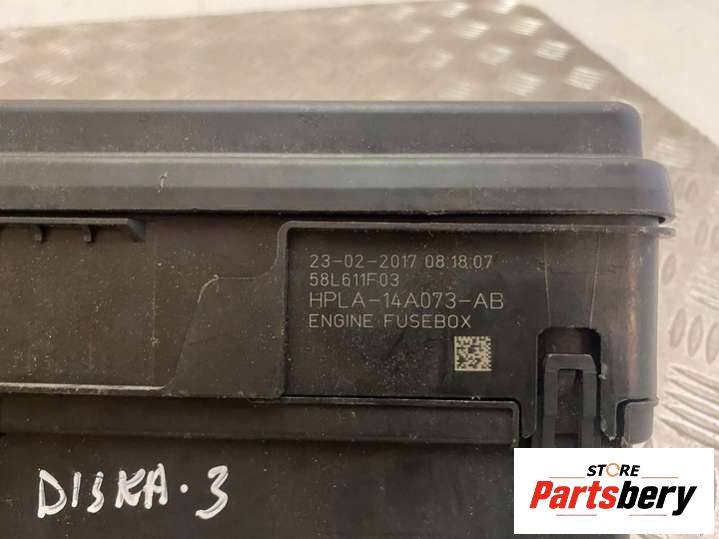 23-02-2017 08:18:07
58L611F03
HPLA-14A073-AB
ENGINE FUSEBOX
DISKA·3
STORE
Partsbery